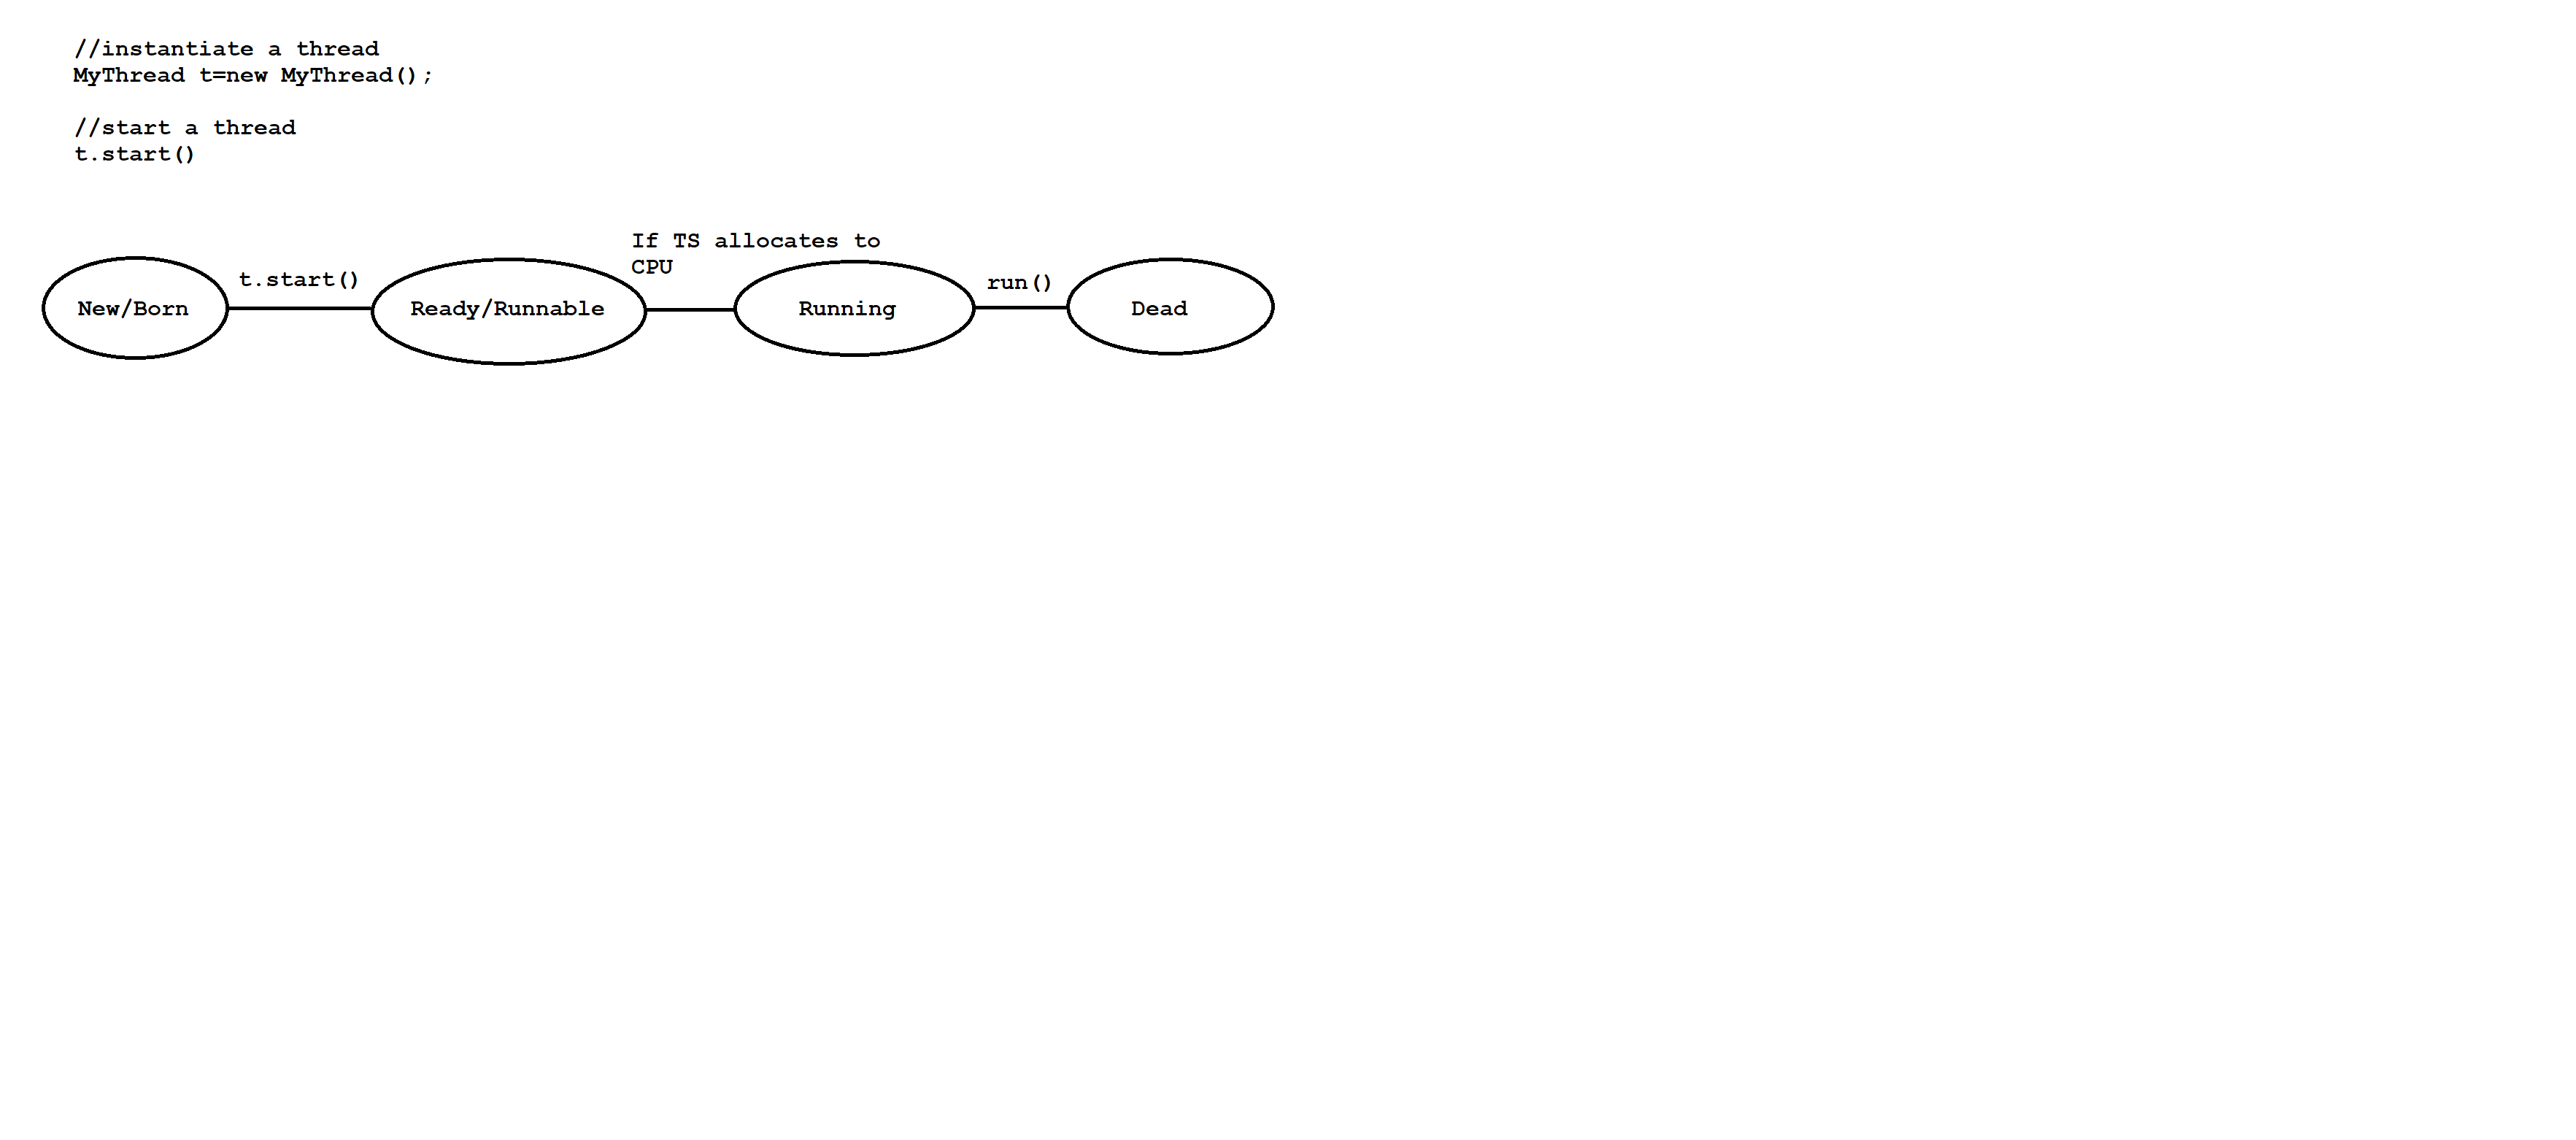 //instantiate a thread
MyThread t=new MyThread();
//start a thread
t.start()
If TS allocates to
CPU
t.start()
run()
New/Born
Ready/Runnable
Running
Dead